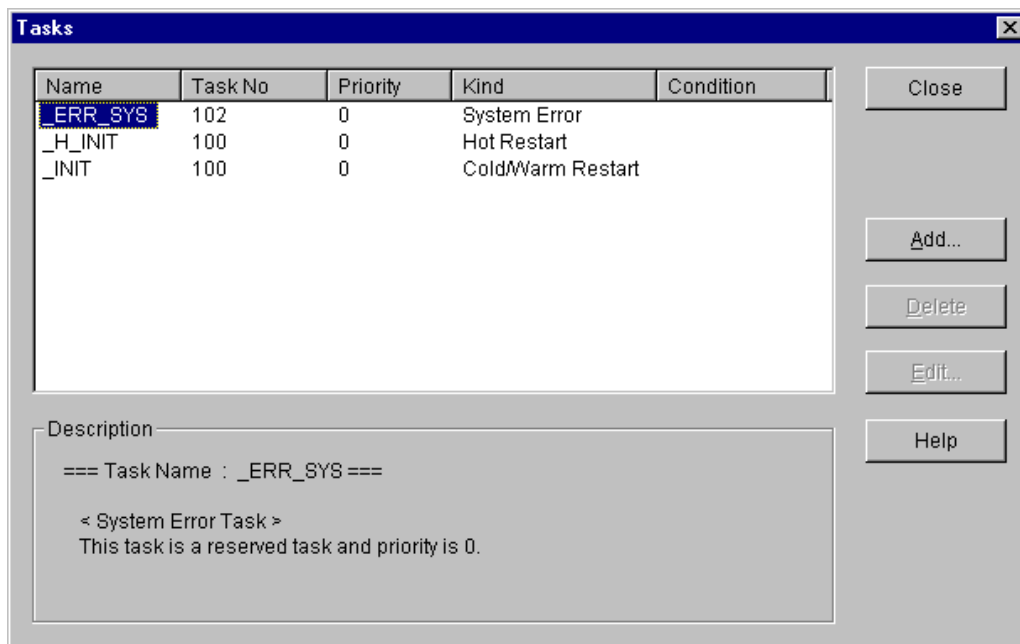 Tasks
Name Task No Priority Kind Condition
_ERR_SYS 102 0 System Error
_H_INIT 100 0 Hot Restart
_INIT 100 0 Cold/Warm Restart
Close
Add...
Delete
Edit...
Help
Description
=== Task Name : _ERR_SYS ===
< System Error Task >
This task is a reserved task and priority is 0.